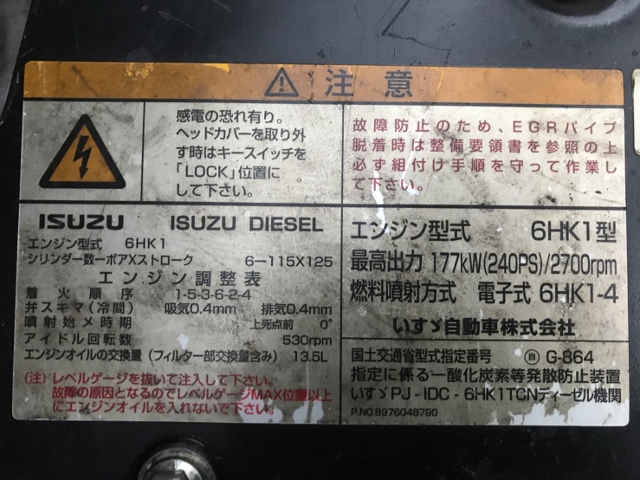 注意
感電の恐れ有り。
ヘッドカバーを取り外
す時はキースイッチを
「LOCK」位置に
して下さい。
故障防止のため、EGRパイプ
脱着時は整備要領書を参照の上
必ず組付け手順を守って作業し
て下さい。
ISUZU ISUZU DIESEL
エンジン型式 6HK1
シリンダー数ーボアXストローク 6-115X125
エンジン調整表
着火順序 1-5-3-6-2-4
弁スキマ(冷間) 吸気0.4mm 排気0.4mm
噴射始メ時期 上死点前 0°
アイドル回転数 530rpm
エンジンオイルの交換量(フィルター部交換量含み) 13.5L
(注)レベルゲージを抜いて注入して下さい。
故障の原因となるのでレベルゲージMAX位置以上
にエンジンオイルを入れないで下さい。
エンジン型式 6HK1型
最高出力 177kW(240PS)/2700rpm
燃料噴射方式 電子式 6HK1-4
いすゞ自動車株式会社
国土交通省型式指定番号 自 G-864
指定に係る一酸化炭素等発散防止装置
いすゞPJ-IDC-6HK1TCNディーゼル機関
P.NO.8976048790